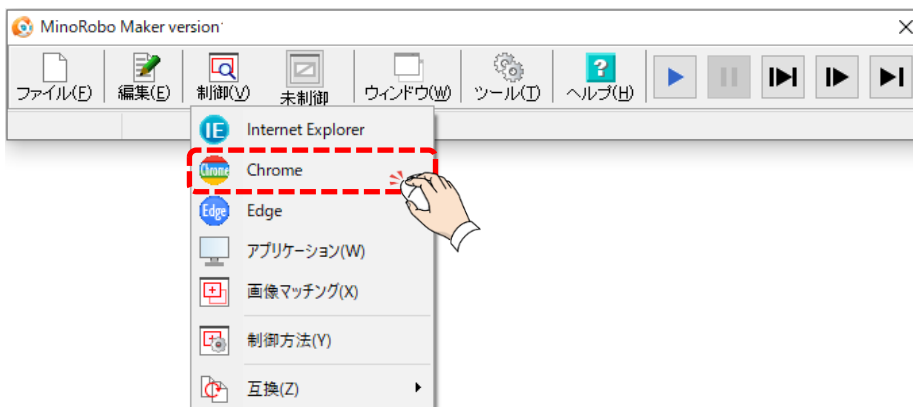 MinoRobo Maker version
ファイル(F) 編集(E) 制御(V) 未制御 ウィンドウ(W) ツール(T) ヘルプ(H)
IE Internet Explorer
Chrome Chrome
Edge Edge
アプリケーション(W)
画像マッチング(X)
制御方法(Y)
互換(Z)